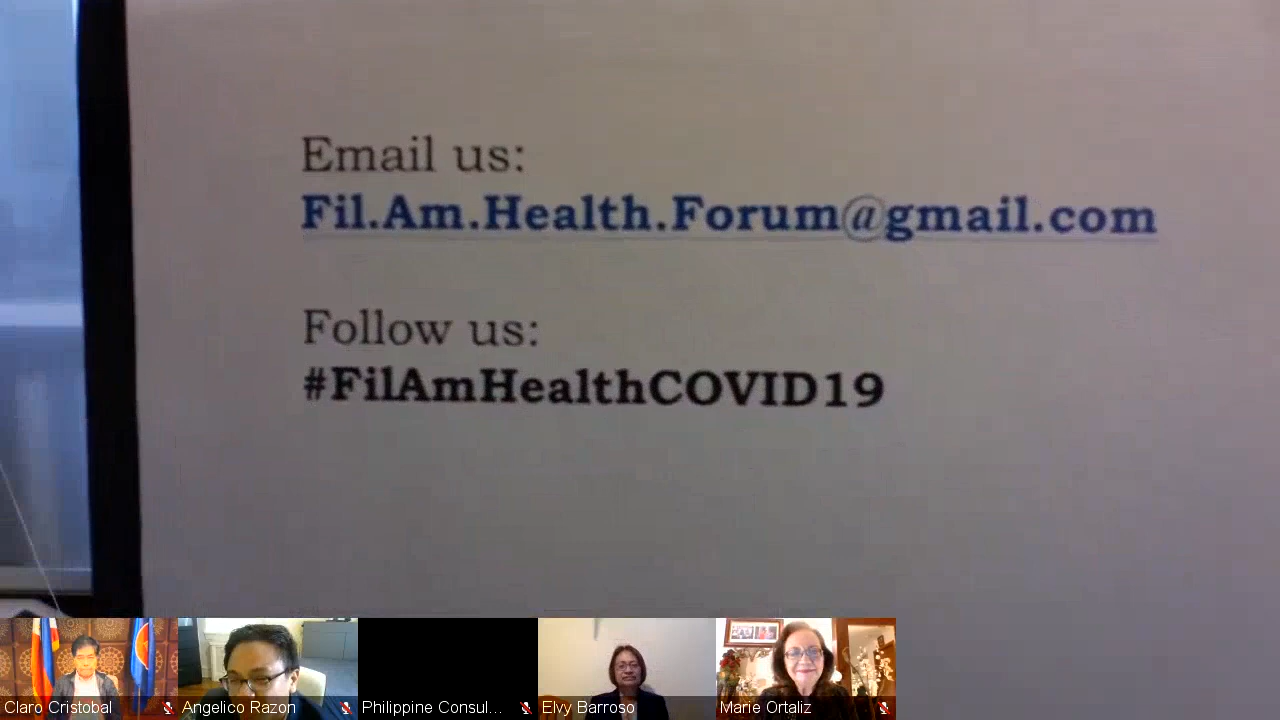 Email us:
Fil.Am.Health.Forum@gmail.com
Follow us:
#FilAmHealthCOVID19
Claro Cristobal
Angelico Razon
Philippine Consul...
Elvy Barroso
Marie Ortaliz